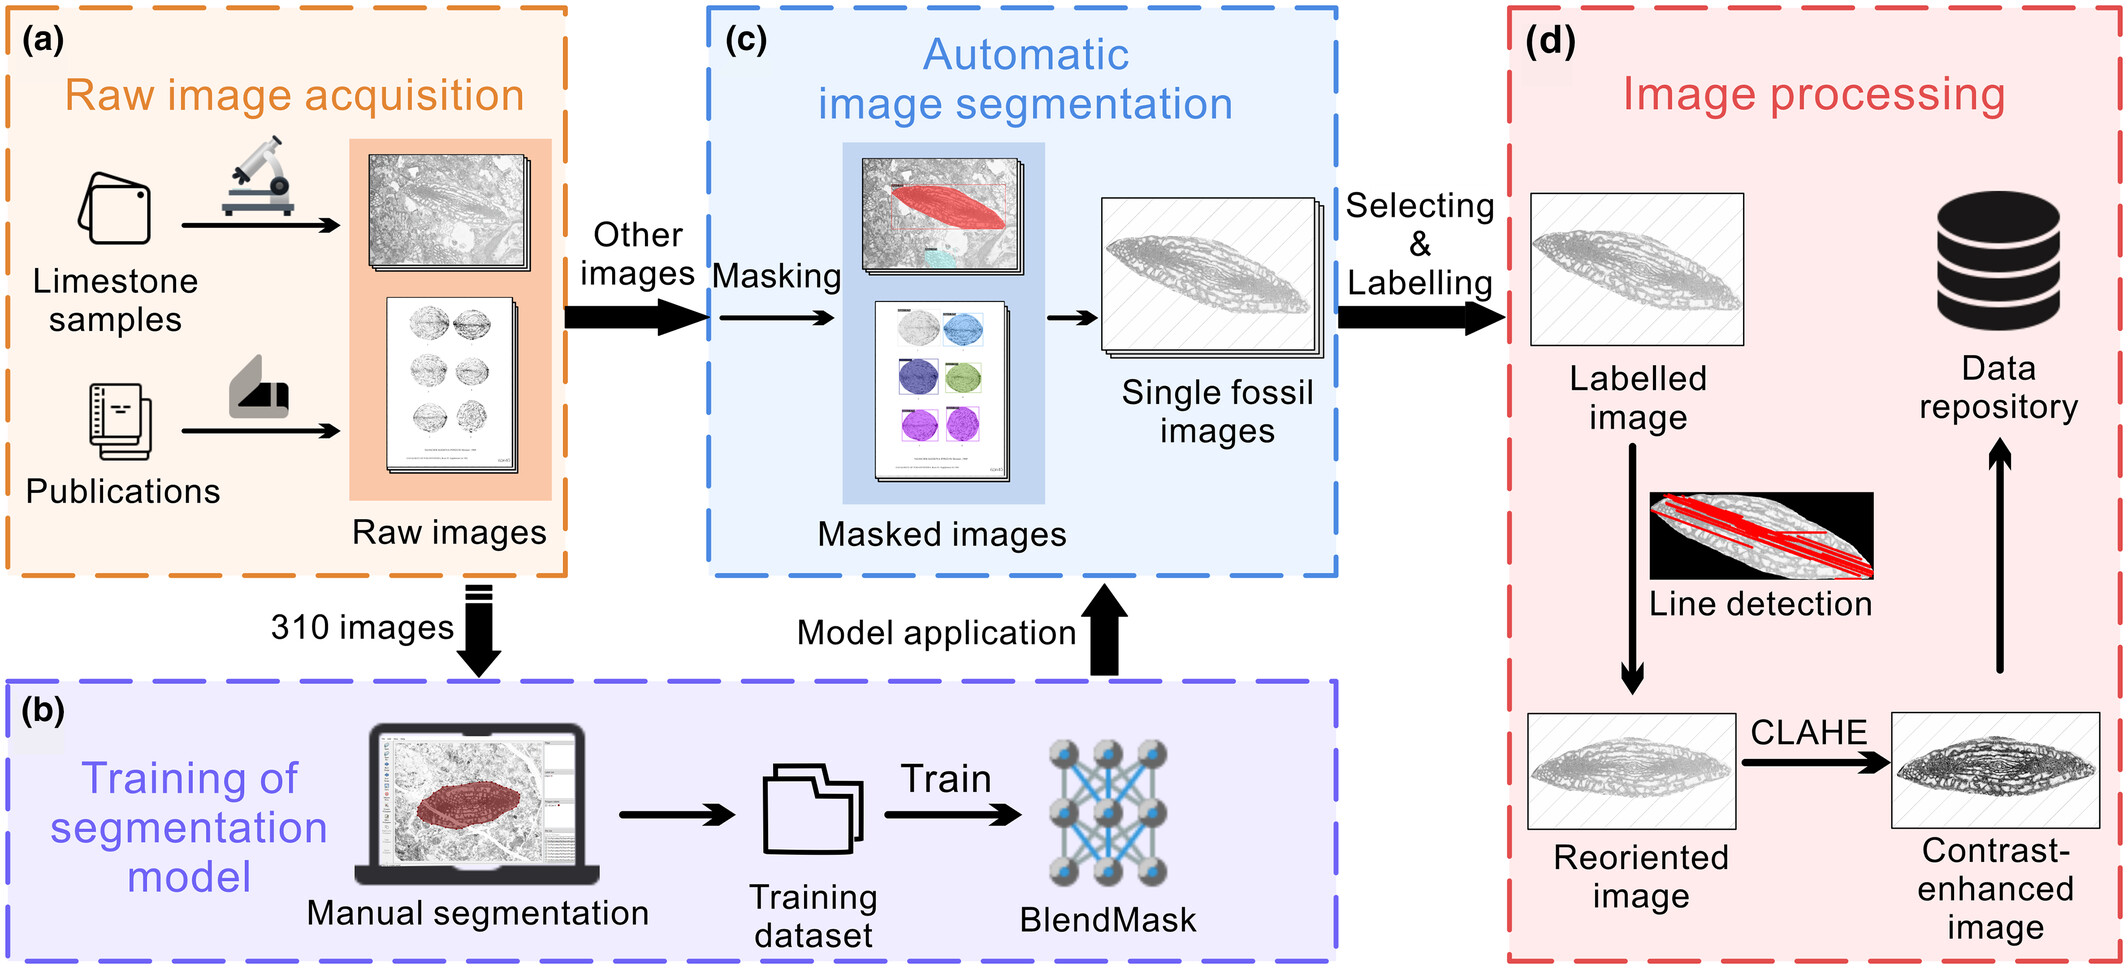 (a)
Raw image acquisition
Limestone
samples
Publications
Raw images
Other
images
310 images
(b)
Training of
segmentation
model
Manual segmentation
Training
dataset
Train
BlendMask
Model application
(c)
Automatic
image segmentation
Masking
Masked images
Single fossil
images
Selecting
&
Labelling
(d)
Image processing
Labelled
image
Line detection
Reoriented
image
CLAHE
Contrast-
enhanced
image
Data
repository